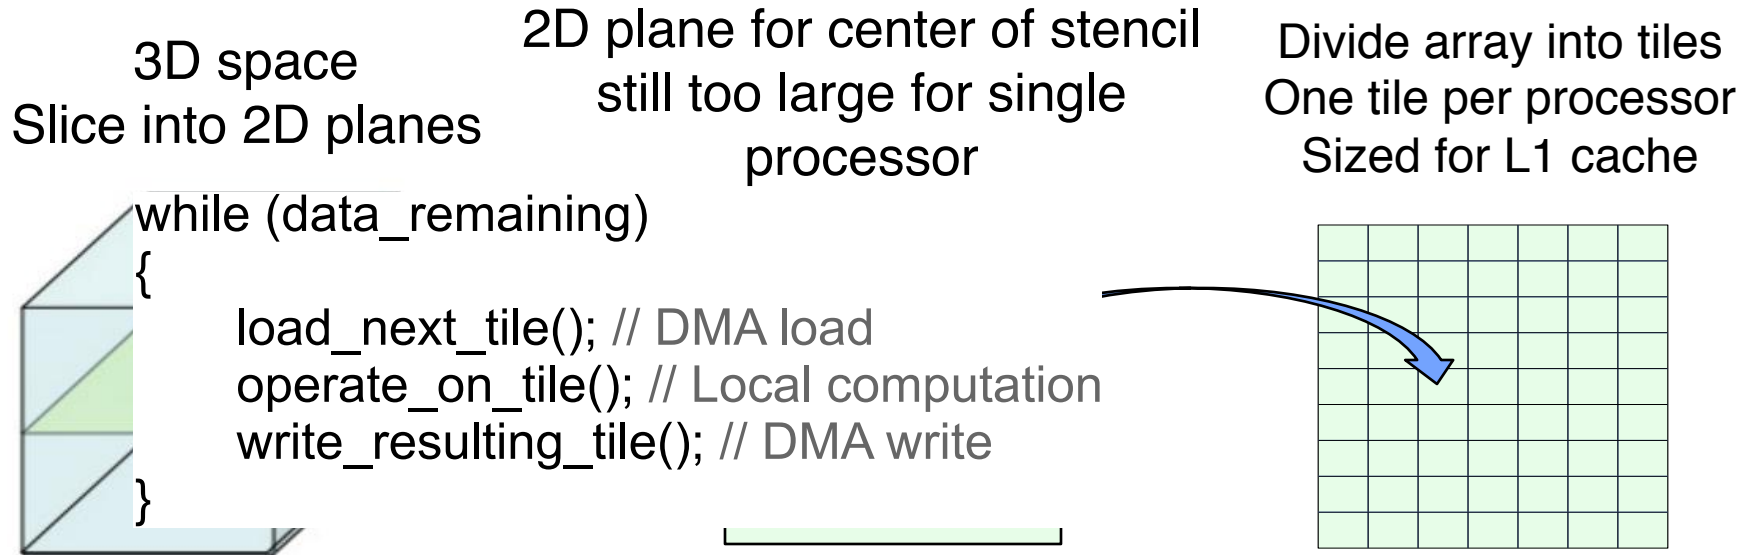 3D space
Slice into 2D planes
2D plane for center of stencil
still too large for single
processor
Divide array into tiles
One tile per processor
Sized for L1 cache
while (data_remaining)
{
load_next_tile(); // DMA load
operate_on_tile(); // Local computation
write_resulting_tile(); // DMA write
}